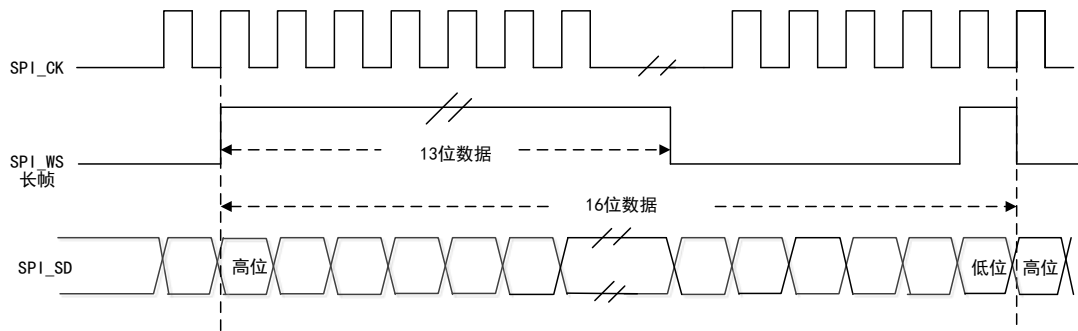 SPI_CK
13位数据
SPI_WS
长帧
16位数据
SPI_SD
高位
低位
高位